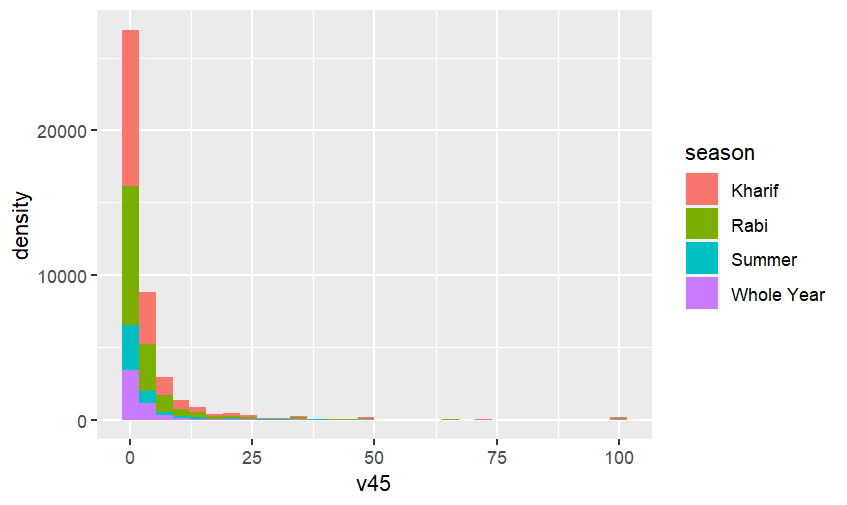 density
20000
10000
0
0
25
50
75
100
v45
season
Kharif
Rabi
Summer
Whole Year